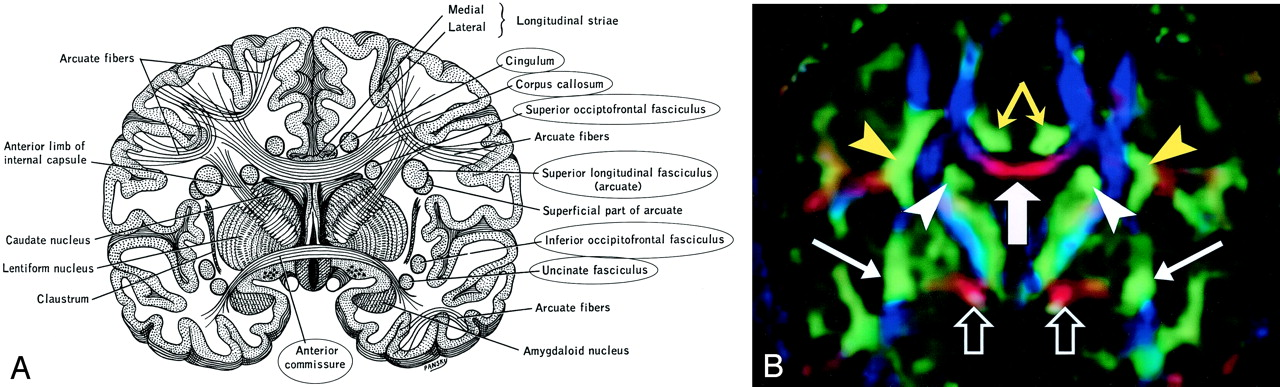 Medial
Lateral
Longitudinal striae
Arcuate fibers
Cingulum
Corpus callosum
Superior occiptofrontal fasciculus
Arcuate fibers
Anterior limb of
internal capsule
Superior longitudinal fasciculus
(arcuate)
Superficial part of arcuate
Caudate nucleus
Inferior occipitofrontal fasciculus
Lentiform nucleus
Uncinate fasciculus
Claustrum
Arcuate fibers
Anterior
commissure
Amygdaloid nucleus
PANSKY
A
B